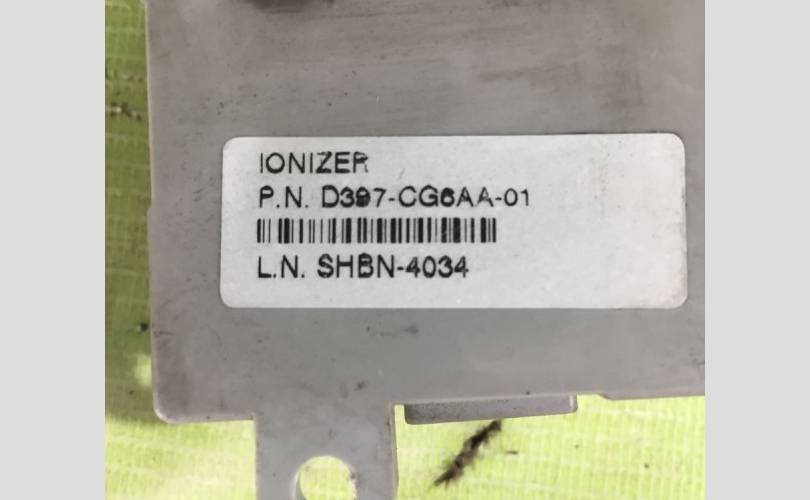 IONIZER
P.N. D397-CG6AA-01
L.N. SHBN-4034